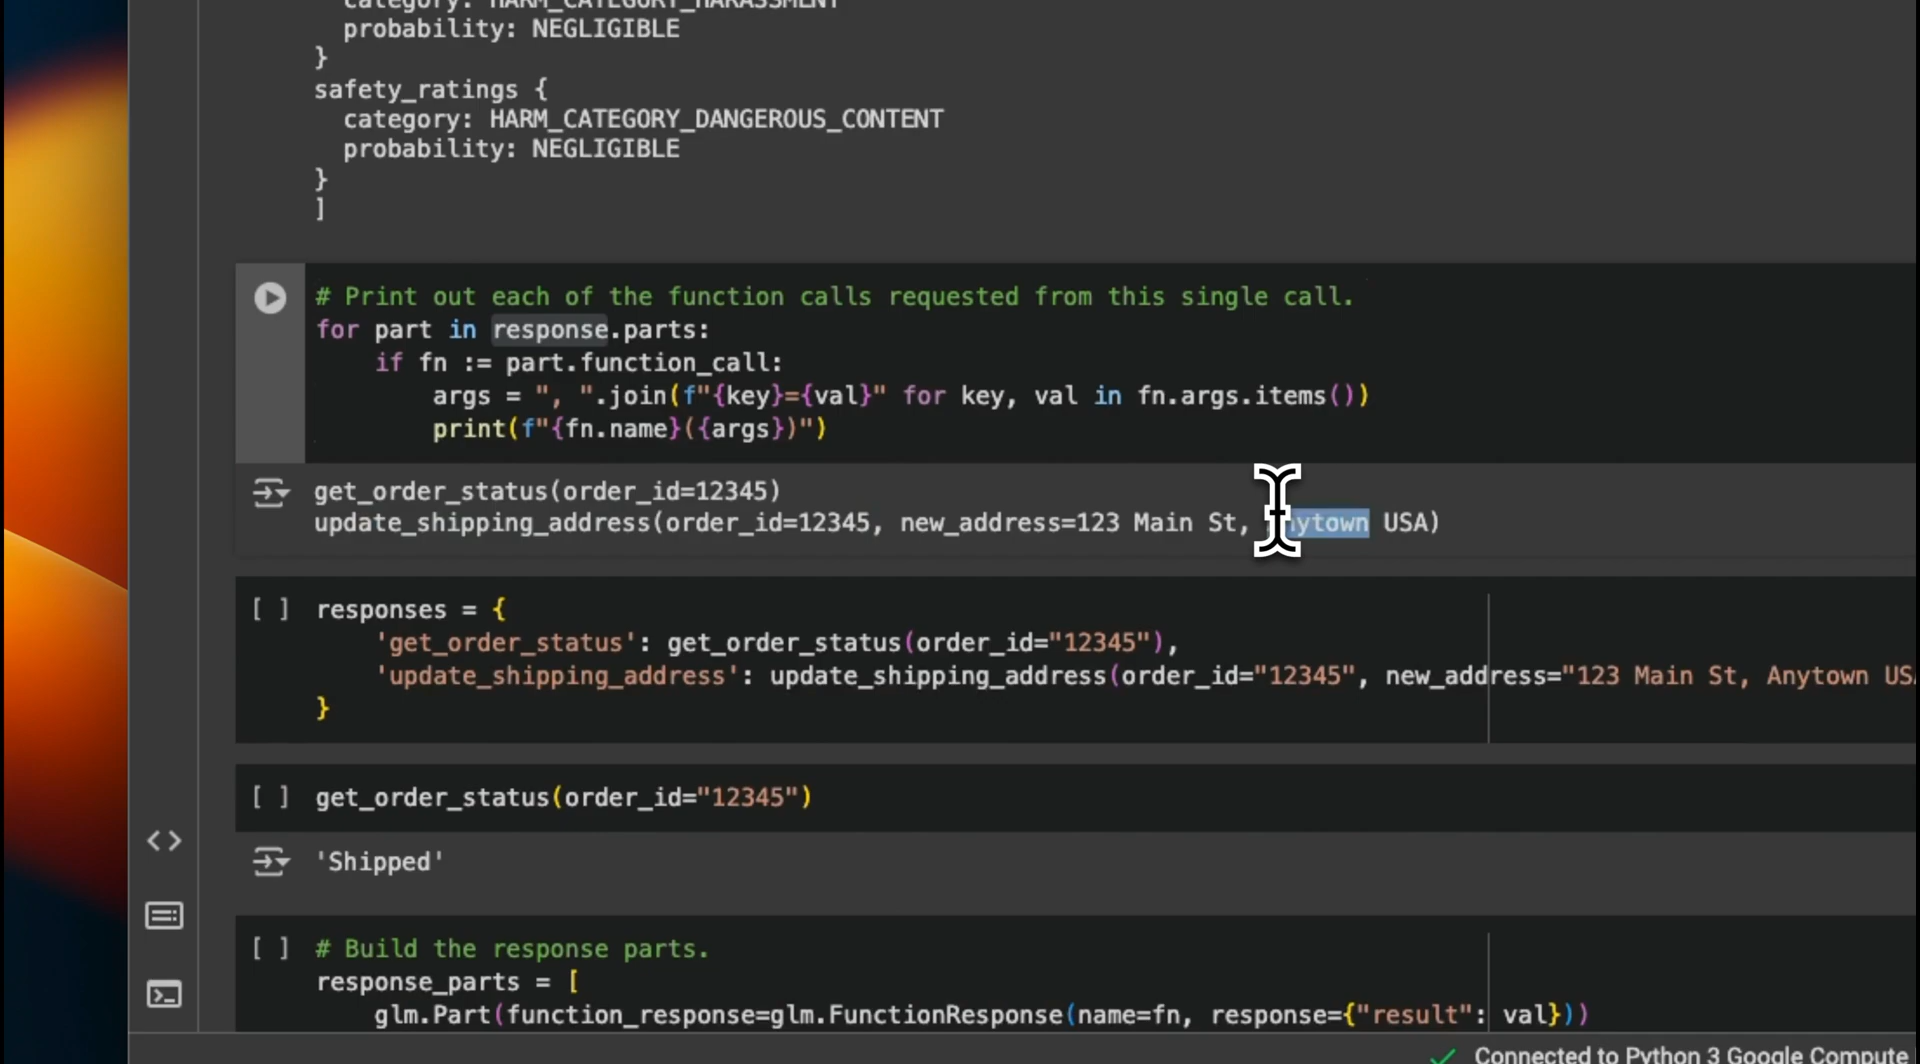 category: HARM_CATEGORY_HARASSMENT
probability: NEGLIGIBLE
}
safety_ratings {
category: HARM_CATEGORY_DANGEROUS_CONTENT
probability: NEGLIGIBLE
}
]
# Print out each of the function calls requested from this single call.
for part in response.parts:
if fn := part.function_call:
args = ", ".join(f"{key}={val}" for key, val in fn.args.items())
print(f"{fn.name}({args})")
get_order_status(order_id=12345)
update_shipping_address(order_id=12345, new_address=123 Main St, Anytown USA)
[ ] responses = {
'get_order_status': get_order_status(order_id="12345"),
'update_shipping_address': update_shipping_address(order_id="12345", new_address="123 Main St, Anytown USA
}
[ ] get_order_status(order_id="12345")
'Shipped'
[ ] # Build the response parts.
response_parts = [
glm.Part(function_response=glm.FunctionResponse(name=fn, response={"result": val}))
Connected to Python 3 Google Compute